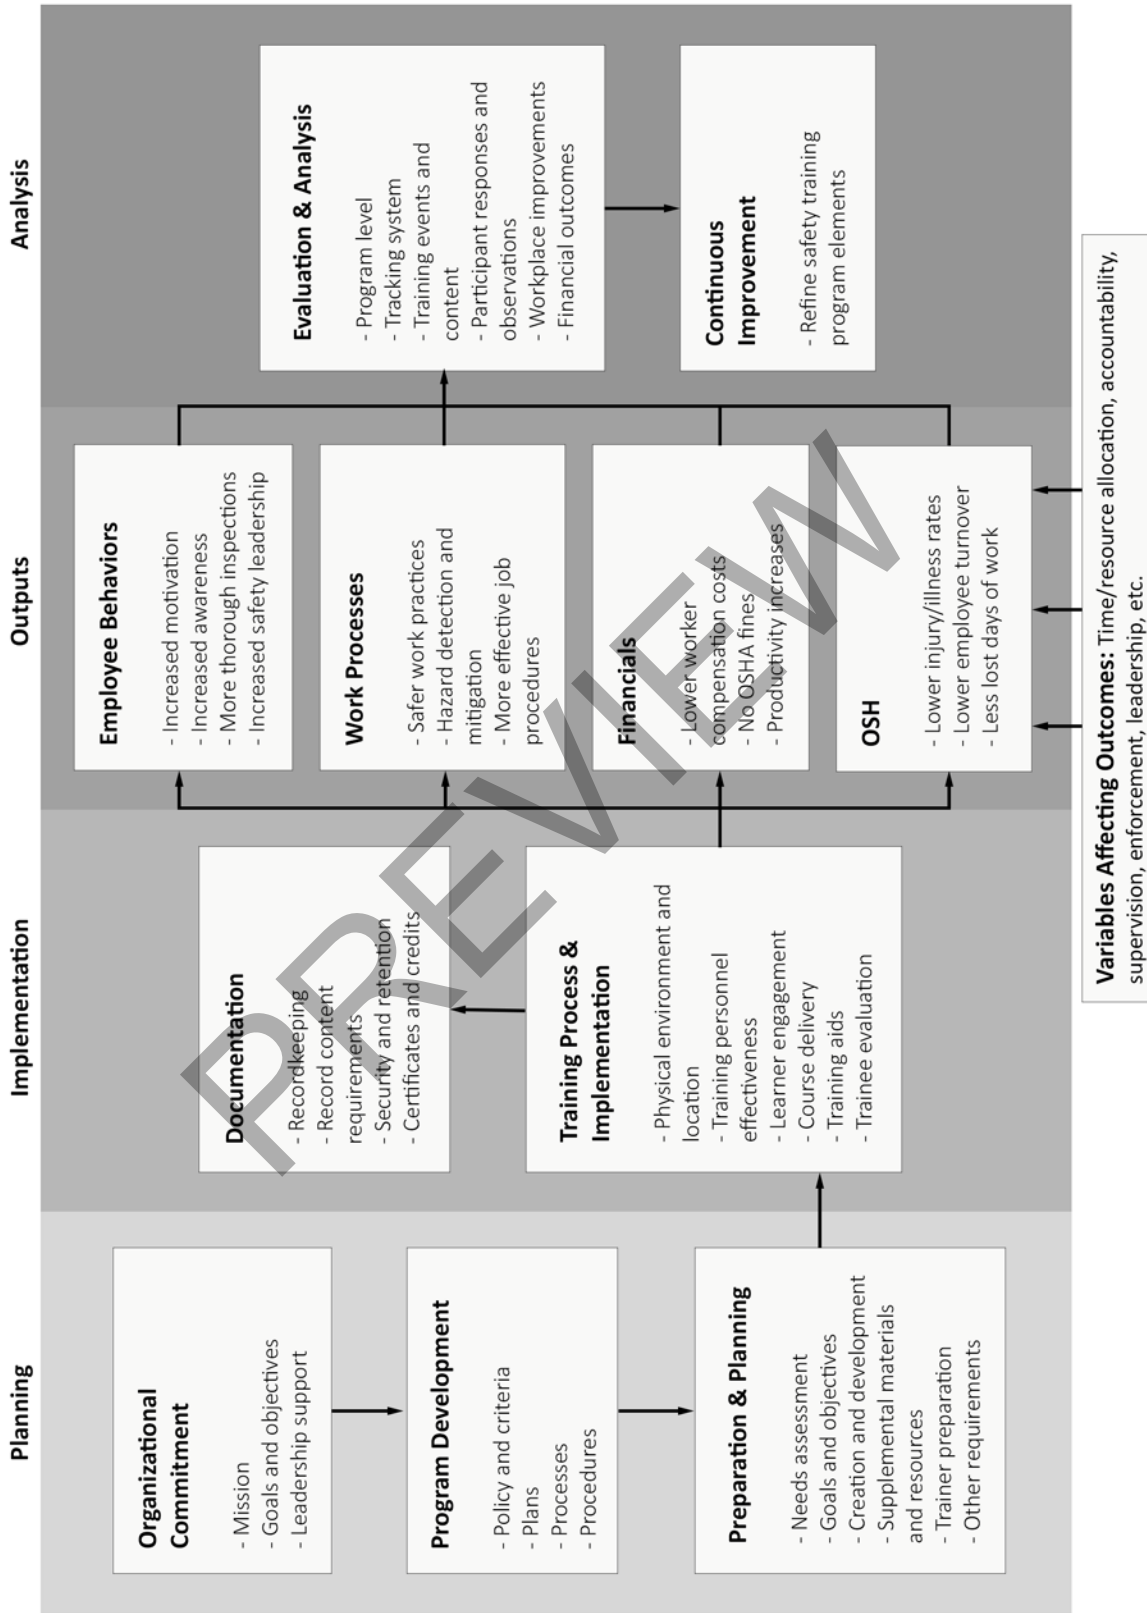 Planning
Organizational
Commitment
- Mission
- Goals and objectives
- Leadership support
Program Development
- Policy and criteria
- Plans
- Processes
- Procedures
Preparation & Planning
- Needs assessment
- Goals and objectives
- Creation and development
- Supplemental materials
and resources
- Trainer preparation
- Other requirements
Implementation
Documentation
- Recordkeeping
- Record content
requirements
- Security and retention
- Certificates and credits
Training Process &
Implementation
- Physical environment and
location
- Training personnel
effectiveness
- Learner engagement
- Course delivery
- Training aids
- Trainee evaluation
Outputs
Employee Behaviors
- Increased motivation
- Increased awareness
- More thorough inspections
- Increased safety leadership
Work Processes
- Safer work practices
- Hazard detection and
mitigation
- More effective job
procedures
Financials
- Lower worker
compensation costs
- No OSHA fines
- Productivity increases
OSH
- Lower injury/illness rates
- Lower employee turnover
- Less lost days of work
Analysis
Evaluation & Analysis
- Program level
- Tracking system
- Training events and
content
- Participant responses and
observations
- Workplace improvements
- Financial outcomes
Continuous
Improvement
- Refine safety training
program elements
Variables Affecting Outcomes: Time/resource allocation, accountability,
supervision, enforcement, leadership, etc.
PREVIEW